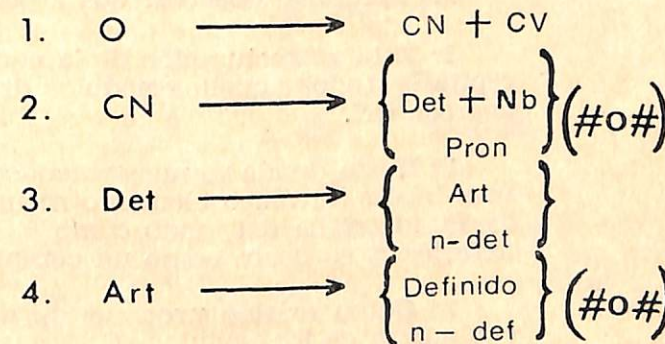 1. O ⟶ CN + CV
2. CN ⟶ { Det + Nb
Pron } (#o#)
3. Det ⟶ { Art
n-det }
4. Art ⟶ { Definido
n – def } (#o#)